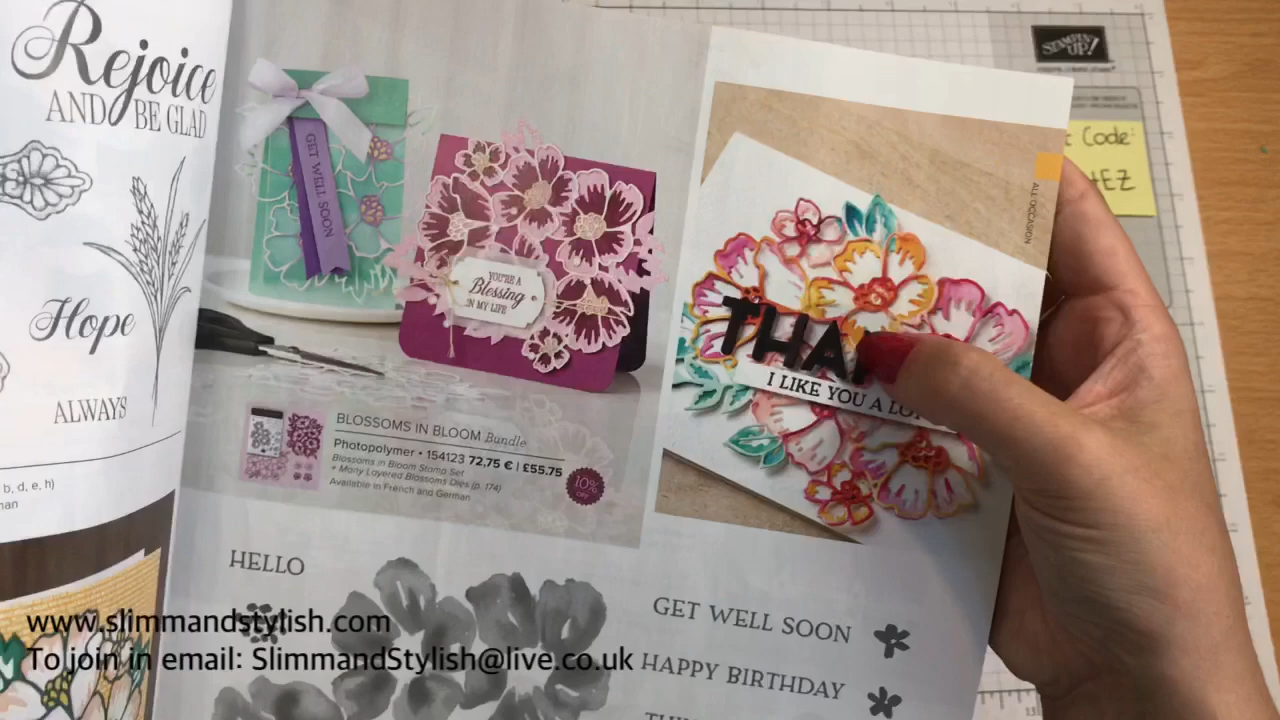 Rejoice
AND BE GLAD
Hope
ALWAYS
b, d, e, h)
GET WELL SOON
YOU'RE A
Blessing
IN MY LIFE
BLOSSOMS IN BLOOM Bundle
Photopolymer • 154123 72,75 € | £55.75
Blossoms in Bloom Stamp Set
+ Many Layered Blossoms Dies (p. 174)
Available in French and German
10%
OFF
STAMPIN' UP!
Code:
ALL OCCASION
THA
I LIKE YOU A LOT
HELLO
GET WELL SOON
HAPPY BIRTHDAY
www.slimmandstylish.com
To join in email: SlimmandStylish@live.co.uk